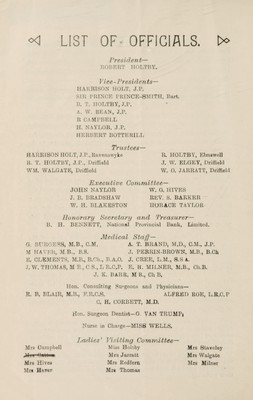 LIST OF OFFICIALS.
President—
ROBERT HOLTBY.
Vice-Presidents—
HARRISON HOLT, J.P.
SIR PRINCE PRINCE-SMITH, Bart.
R. T. HOLTBY, J.P.
A. W. BEAN, J.P.
R CAMPBELL
H. NAYLOR, J.P.
HERBERT BOTTERILL
Trustees—
HARRISON HOLT, J.P., Ravenscyke R. HOLTBY, Elmswell
R. T. HOLTBY, J.P., Driffield J. W. ELGEY, Driffield
WM. WALGATE, Driffield W. O. JARRATT, Driffield
Executive Committee—
JOHN NAYLOR W. G. HIVES
J. B. BRADSHAW REV. S. BARKER
W. H. BLAKESTON HORACE TAYLOR
Honorary Secretary and Treasurer—
R. H. BENNETT, National Provincial Bank, Limited.
Medical Staff—
G. BURGESS, M.B., C.M. A. T. BRAND, M.D., C.M., J.P.
M HAVER, M.B., B.S. J. FERRIS-BROWN, M.B., B.Ch
E. CLEMENTS, M.B., B.Ch., B.A.O. J. CREE, L.M., S.S.A.
J. W. THOMAS, M.R.C.S., L.R.C.P. E. H. MILNER, M.B., Ch.B.
J. K. BARR, M.B., Ch.B.
Hon. Consulting Surgeons and Physicians—
H. B. BLAIR, M.B., F.R.C.S. ALFRED ROE, L.R.C.P
C. H. CORBETT, M.D.
Hon. Surgeon Dentist—G. VAN TRUMP,
Nurse in Charge—MISS WELLS.
Ladies' Visiting Committee—
Mrs Campbell Miss Holtby Mrs Staveley
Mrs Jarratt Mrs Walgate
Mrs Hives Mrs Redfern Mrs Milner
Mrs Haver Mrs Thomas